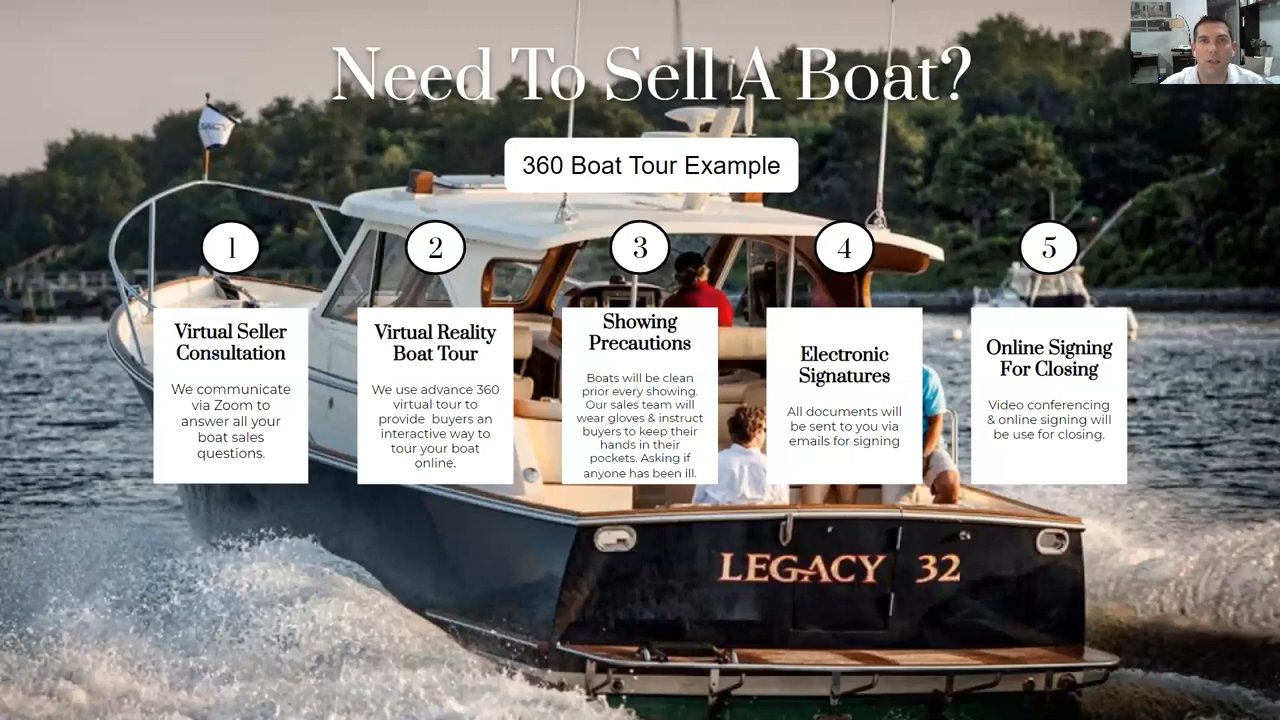 Need To Sell A Boat?
360 Boat Tour Example
1
2
3
4
5
Virtual Seller
Consultation
We communicate
via Zoom to
answer all your
boat sales
questions.
Virtual Reality
Boat Tour
We use advance 360
virtual tour to
provide buyers an
interactive way to
tour your boat
online.
Showing
Precautions
Boats will be clean
prior every showing.
Our sales team will
wear gloves & instruct
buyers to keep their
hands in their
pockets. Asking if
anyone has been ill.
Electronic
Signatures
All documents will
be sent to you via
emails for signing
Online Signing
For Closing
Video conferencing
& online signing will
be use for closing.
LEGACY 32